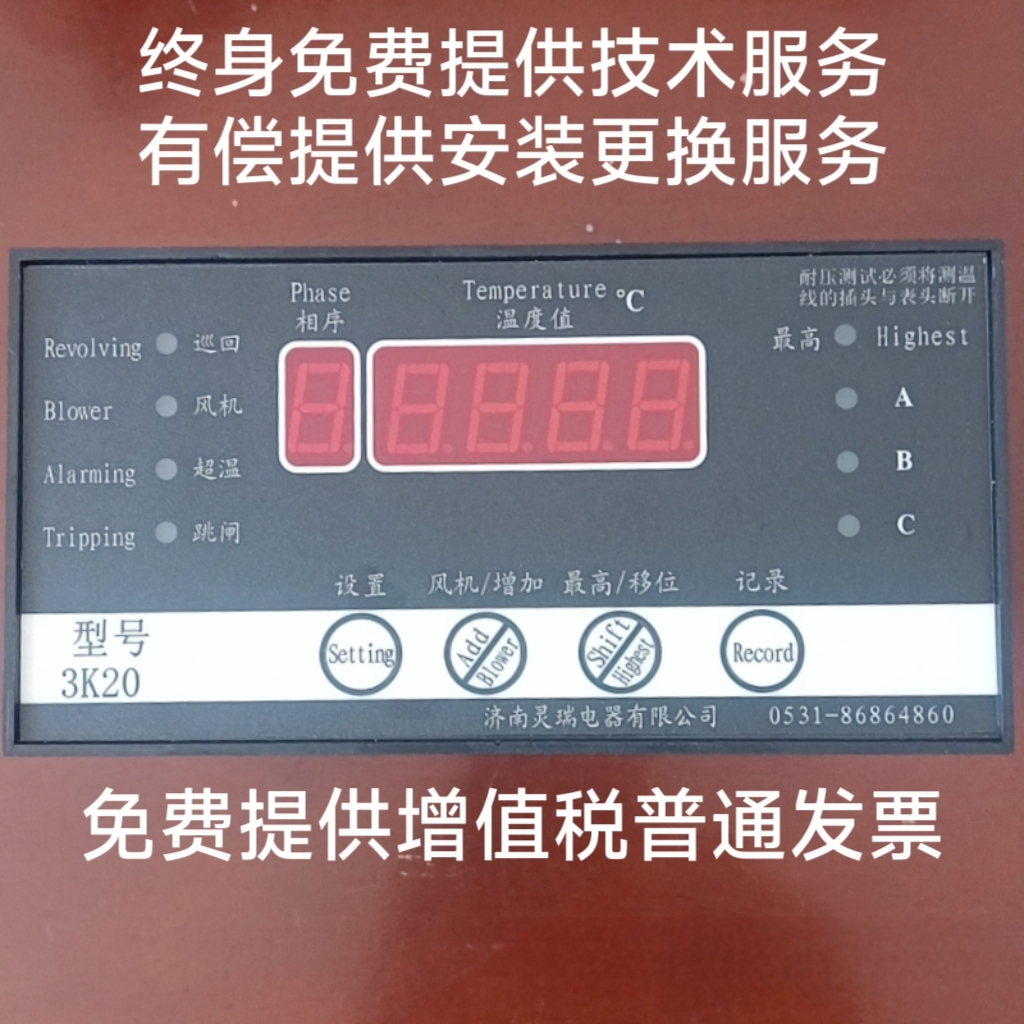 终身免费提供技术服务
有偿提供安装更换服务
耐压测试必须将测温
线的插头与表头断开
Phase
相序
Temperature ℃
温度值
Revolving 巡回
Blower 风机
Alarming 超温
Tripping 跳闸
最高 Highest
A
B
C
设置 风机/增加 最高/移位 记录
型号
3K20
Setting
Add
Blower
Shift
Highest
Record
济南灵瑞电器有限公司 0531-86864860
免费提供增值税普通发票